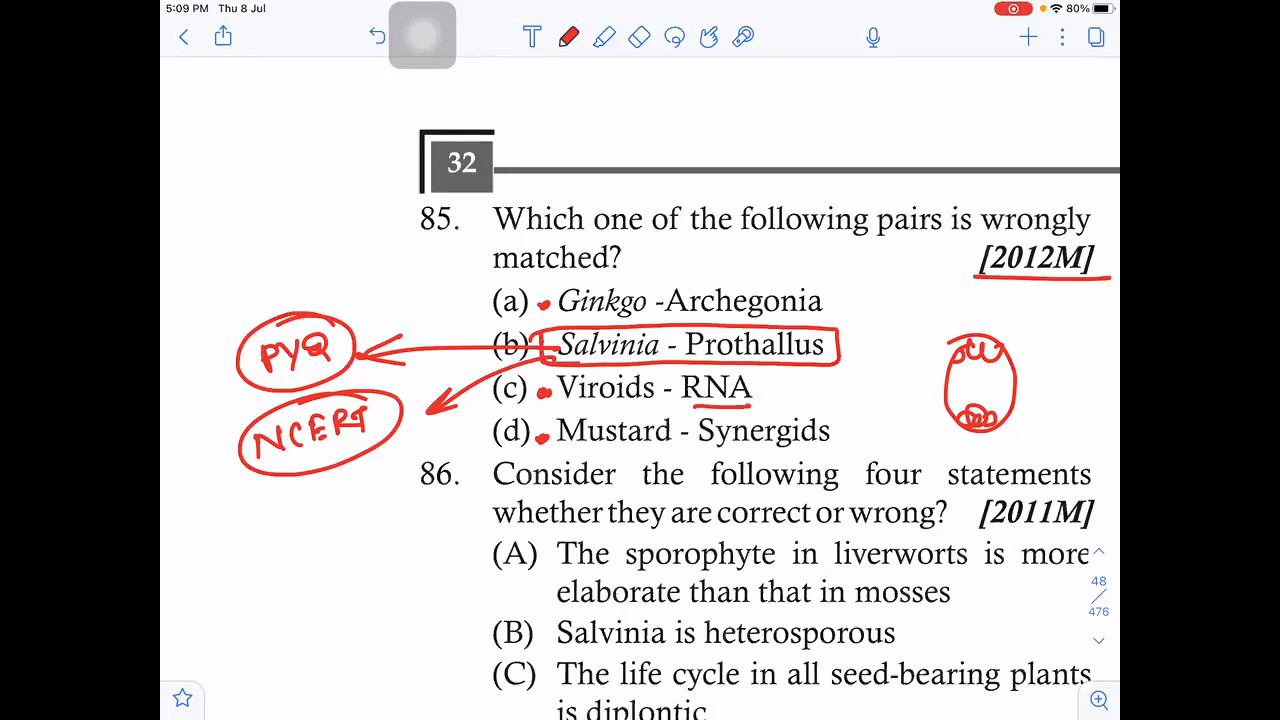 5:09 PM Thu 8 Jul
80%
T
32
85. Which one of the following pairs is wrongly
matched? [2012M]
(a) Ginkgo -Archegonia
(b) Salvinia - Prothallus
(c) Viroids - RNA
(d) Mustard - Synergids
PYQ
NCERT
86. Consider the following four statements
whether they are correct or wrong? [2011M]
(A) The sporophyte in liverworts is more
elaborate than that in mosses
(B) Salvinia is heterosporous
(C) The life cycle in all seed-bearing plants
is diplontic
48
476